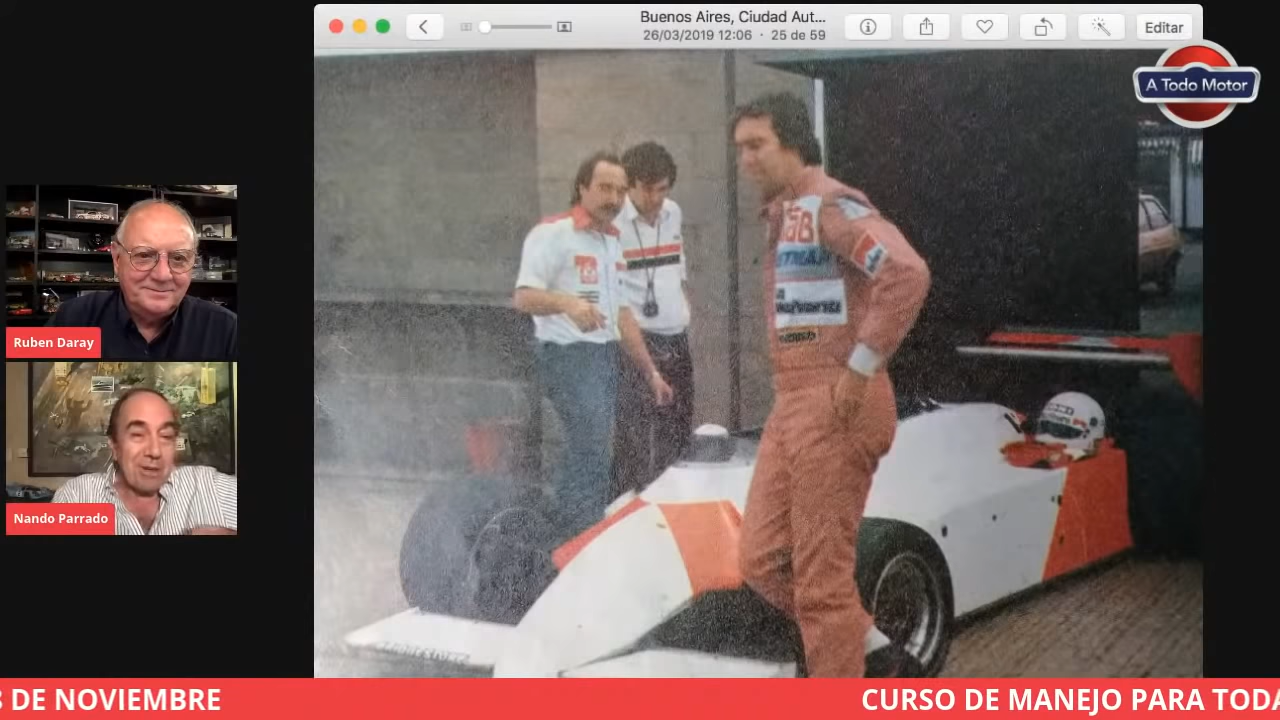 Buenos Aires, Ciudad Aut...
26/03/2019 12:06 · 25 de 59
Editar
A Todo Motor
Ruben Daray
Nando Parrado
DE NOVIEMBRE
CURSO DE MANEJO PARA TODA